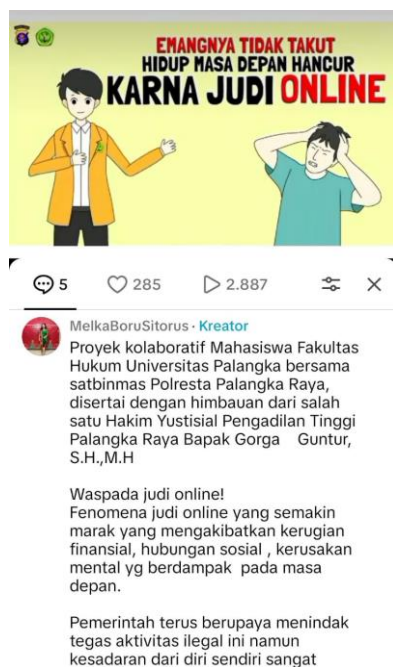 EMANGNYA TIDAK TAKUT
HIDUP MASA DEPAN HANCUR
KARNA JUDI ONLINE
5
285
2.887
MelkaBoruSitorus · Kreator
Proyek kolaboratif Mahasiswa Fakultas
Hukum Universitas Palangka bersama
satbinmas Polresta Palangka Raya,
disertai dengan himbauan dari salah
satu Hakim Yustisial Pengadilan Tinggi
Palangka Raya Bapak Gorga Guntur,
S.H.,M.H
Waspada judi online!
Fenomena judi online yang semakin
marak yang mengakibatkan kerugian
finansial, hubungan sosial , kerusakan
mental yg berdampak pada masa
depan.
Pemerintah terus berupaya menindak
tegas aktivitas ilegal ini namun
kesadaran dari diri sendiri sangat